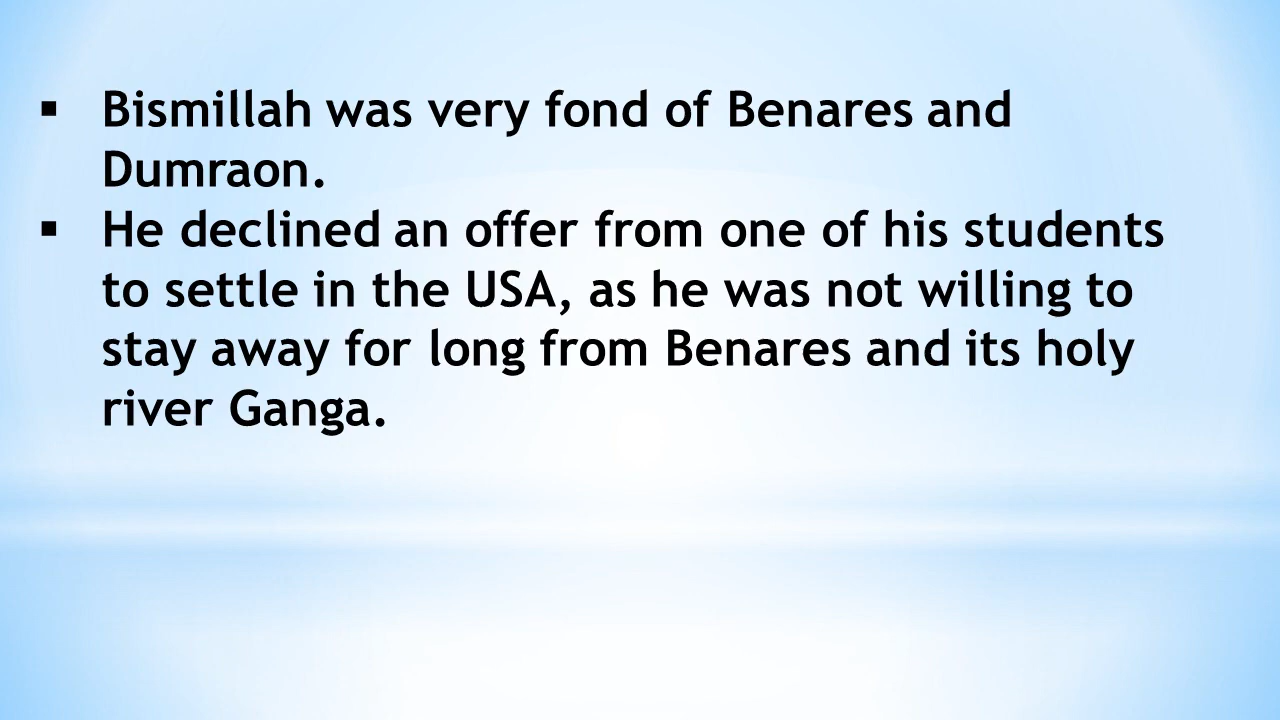 ▪ Bismillah was very fond of Benares and
Dumraon.
▪ He declined an offer from one of his students
to settle in the USA, as he was not willing to
stay away for long from Benares and its holy
river Ganga.